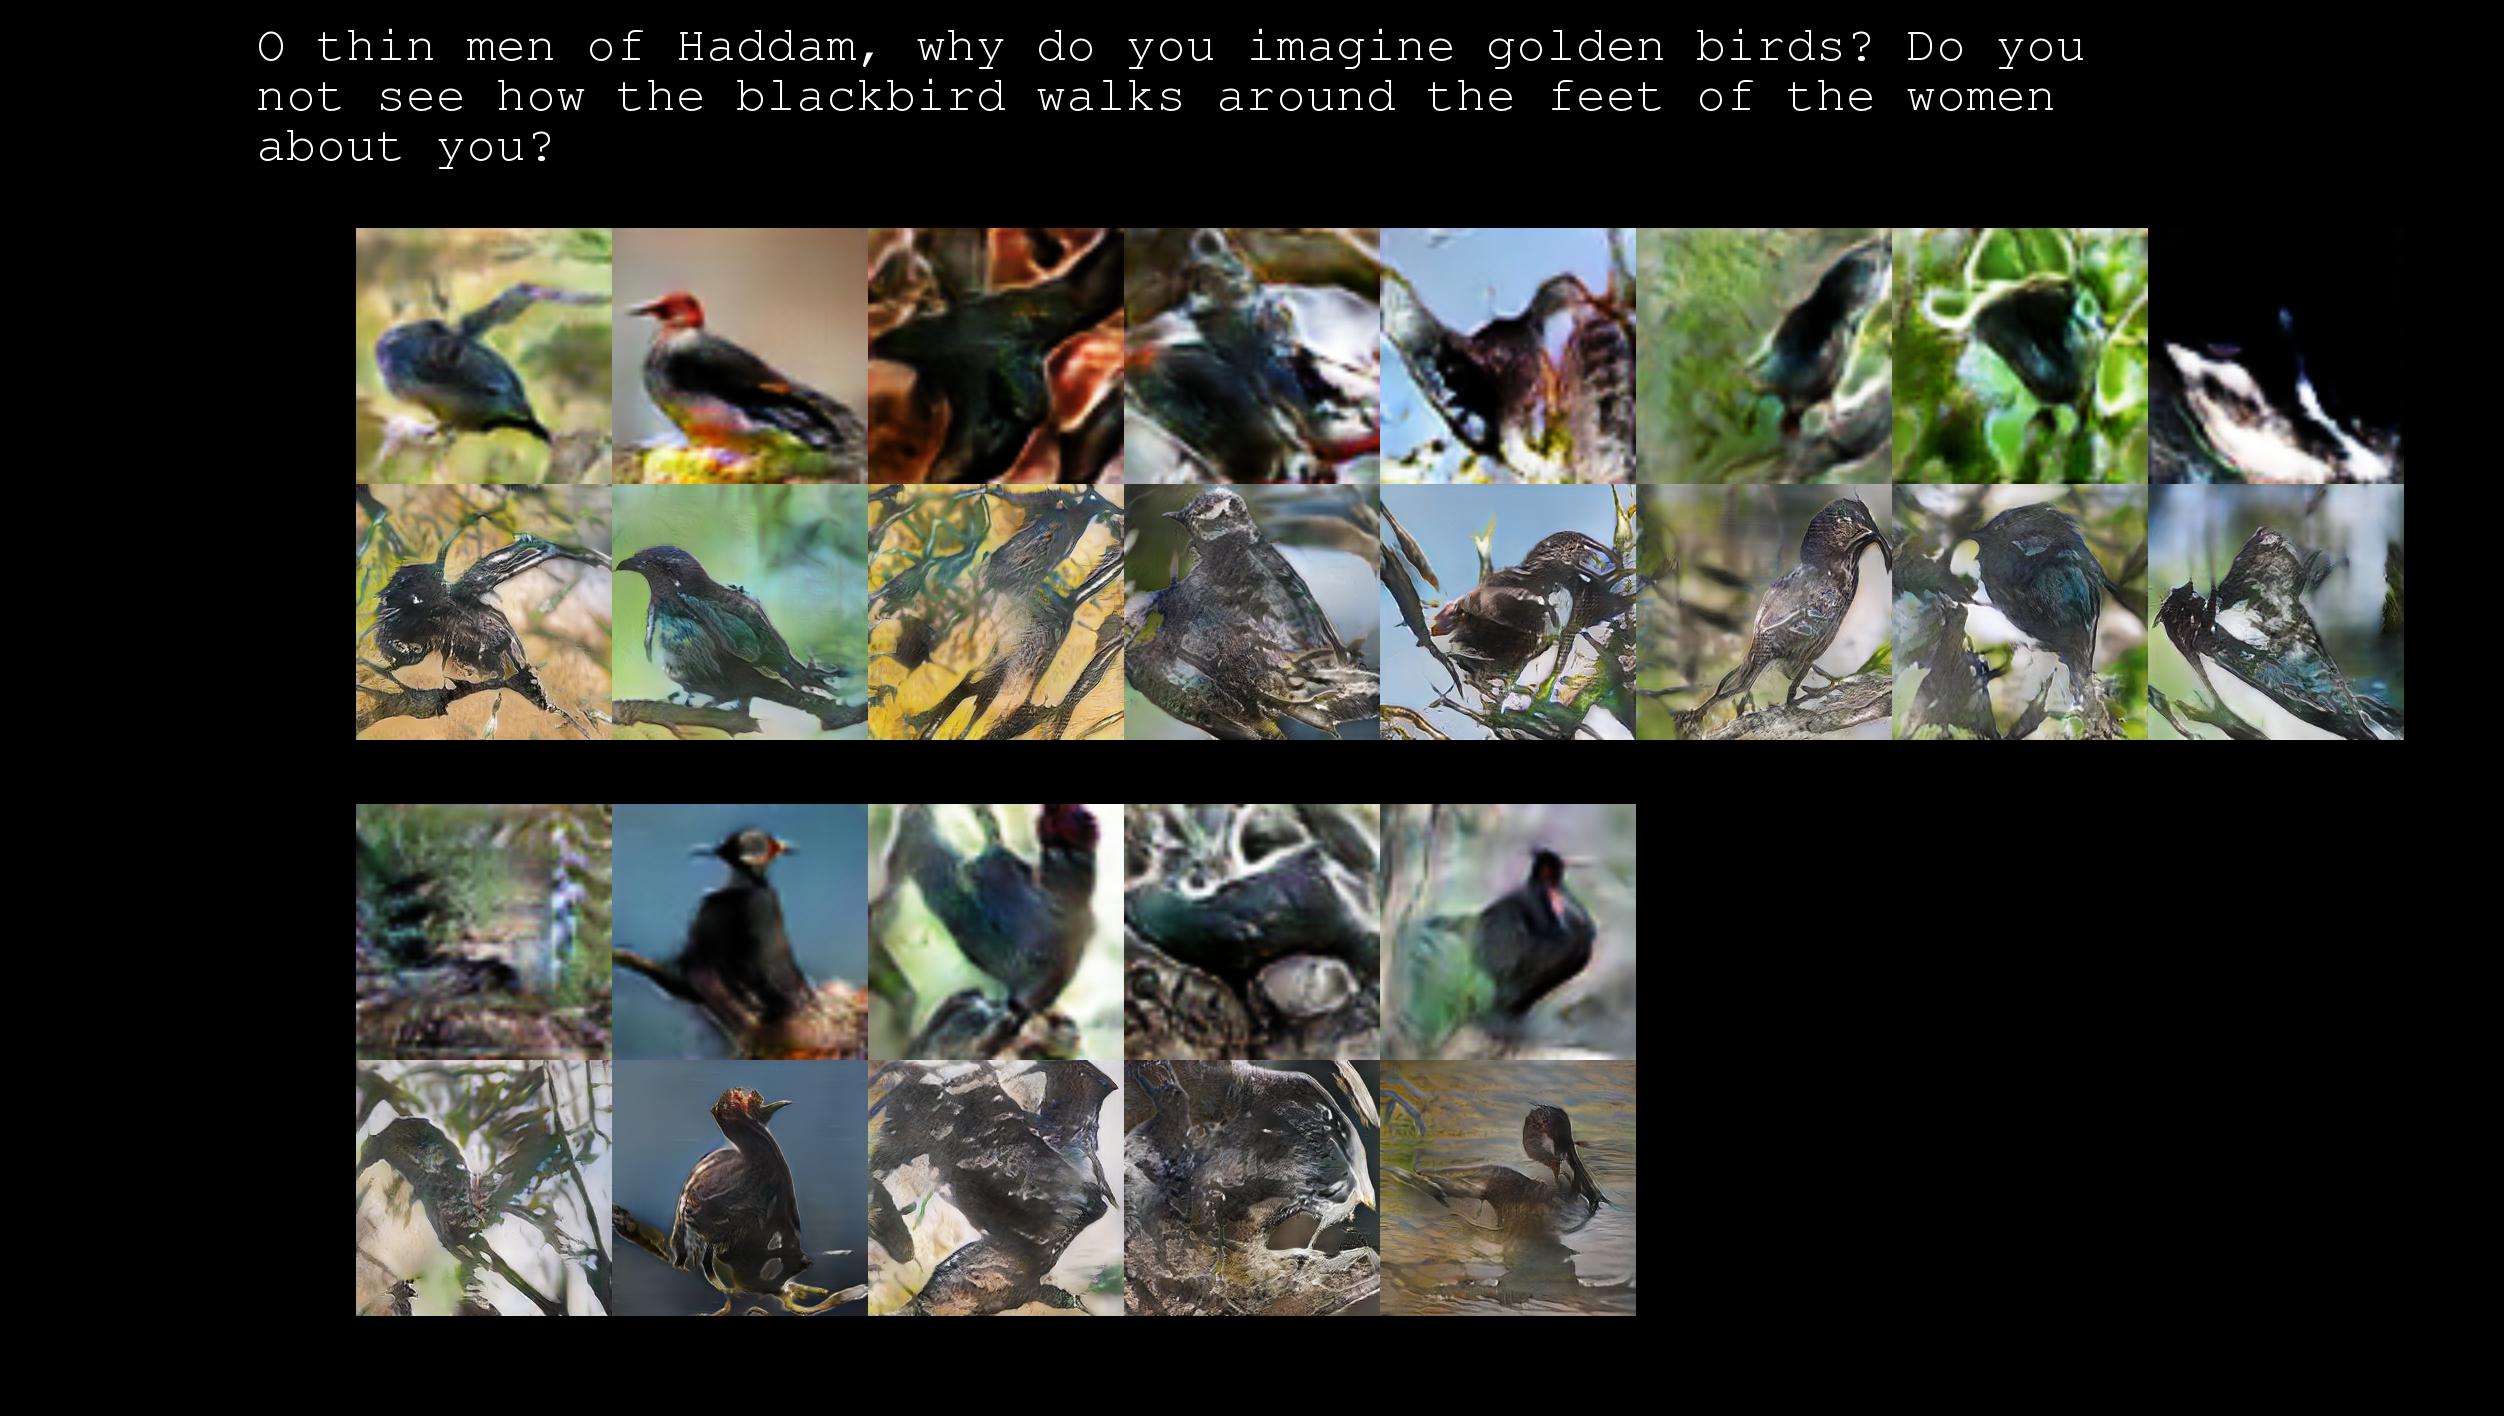 O thin men of Haddam, why do you imagine golden birds? Do you
not see how the blackbird walks around the feet of the women
about you?